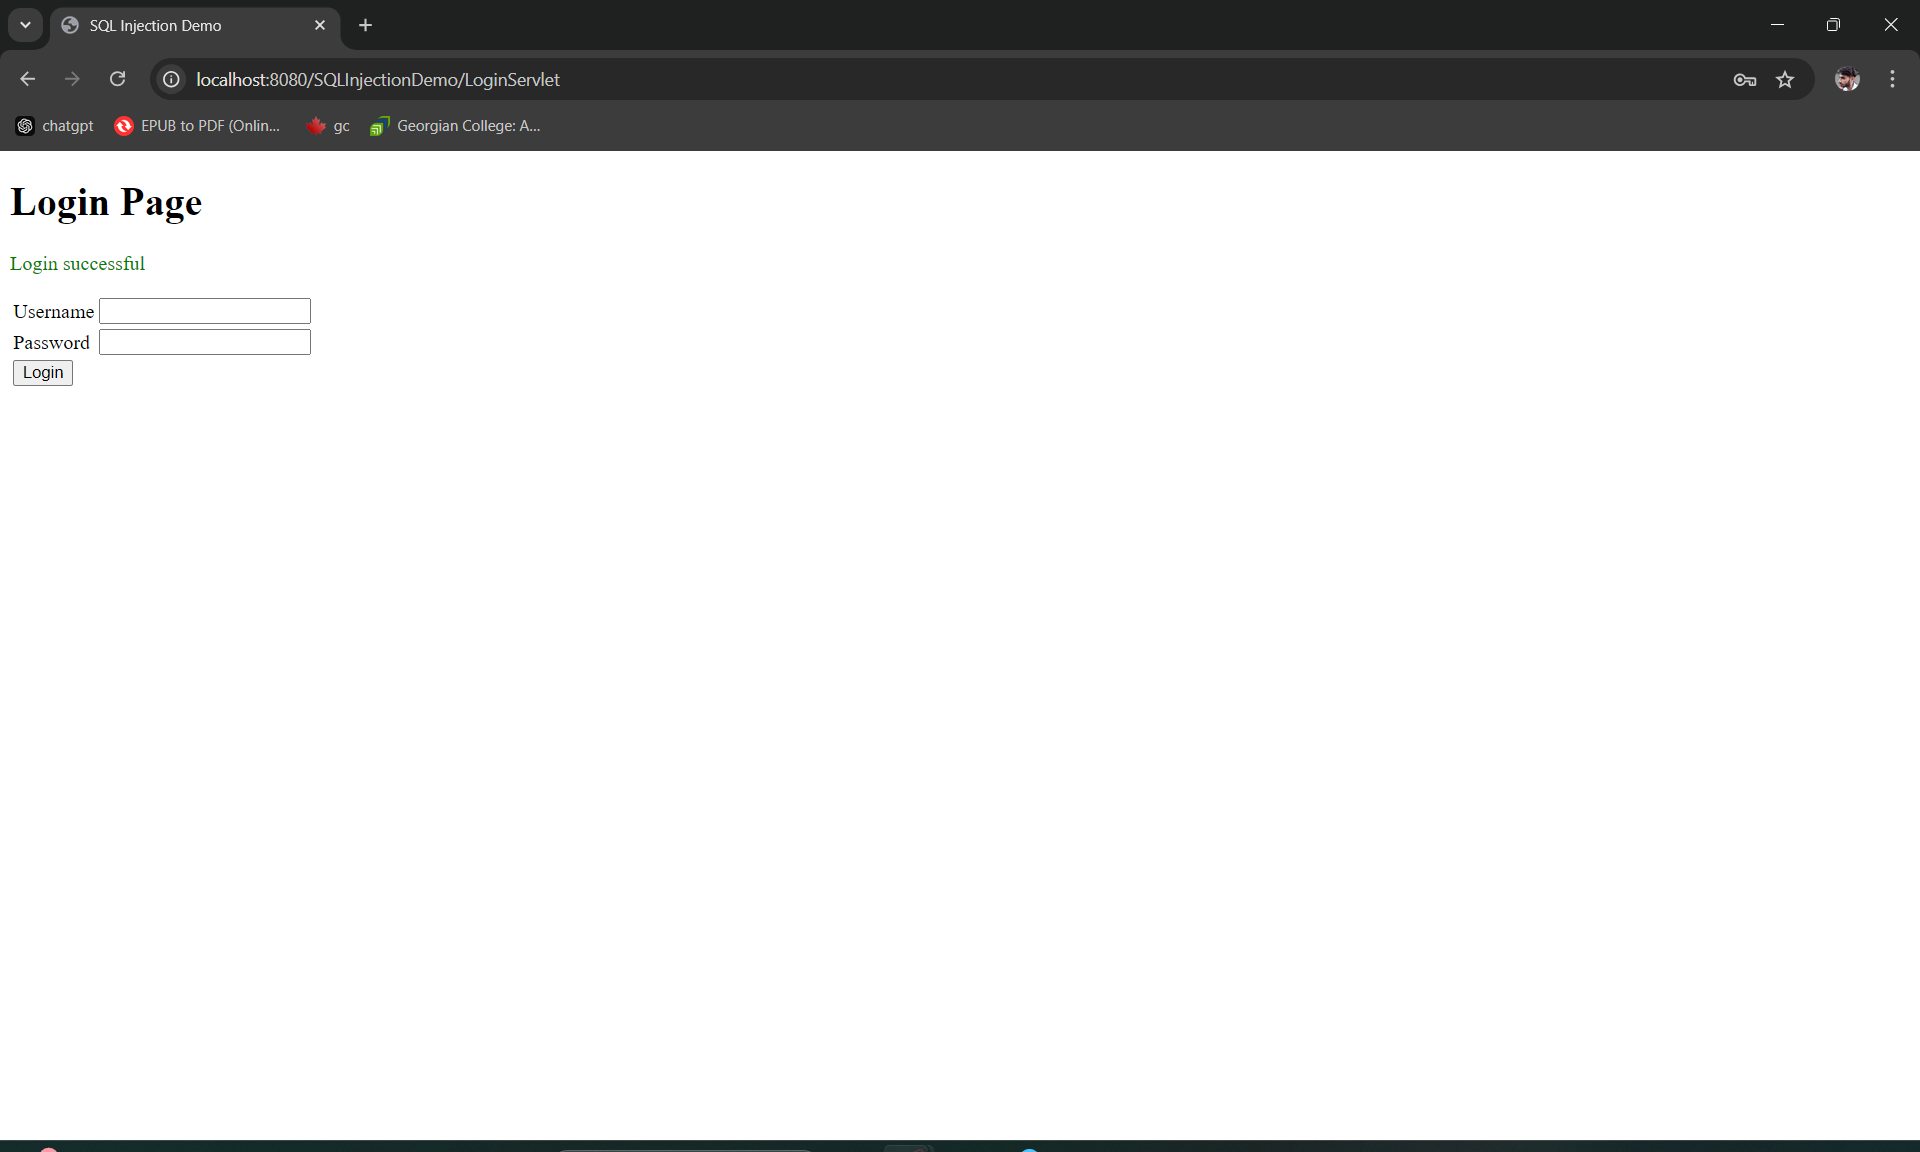 SQL Injection Demo
localhost:8080/SQLInjectionDemo/LoginServlet
chatgpt
EPUB to PDF (Onlin...
gc
Georgian College: A...
Login Page
Login successful
Username
Password
Login